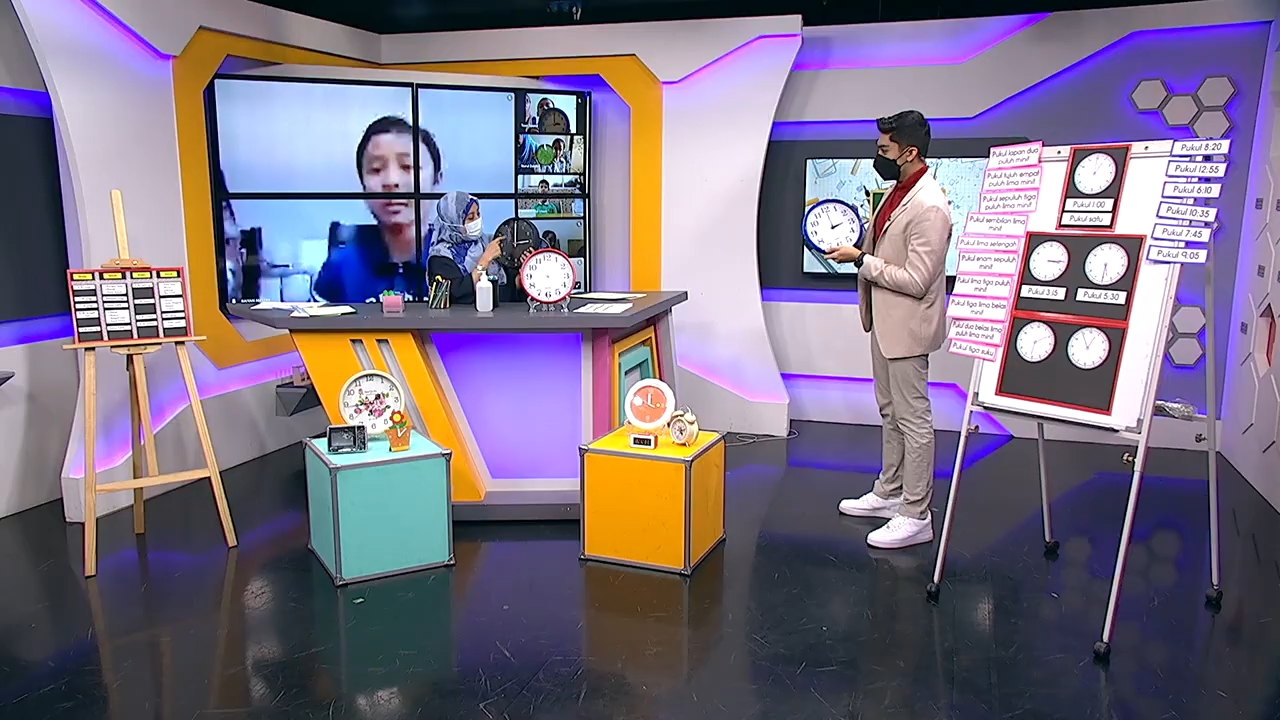 Pukul lapan dua
puluh minit
Pukul tujuh empat
puluh lima minit
Pukul sepuluh tiga
puluh lima minit
Pukul sembilan lima
minit
Pukul lima setengah
Pukul enam sepuluh
minit
Pukul lima tiga puluh
minit
Pukul tiga lima belas
minit
Pukul dua belas lima
puluh lima minit
Pukul tiga suku
Pukul 1:00
Pukul satu
Pukul 3:15
Pukul 5:30
Pukul 8:20
Pukul 12:55
Pukul 6:10
Pukul 10:35
Pukul 7:45
Pukul 9:05